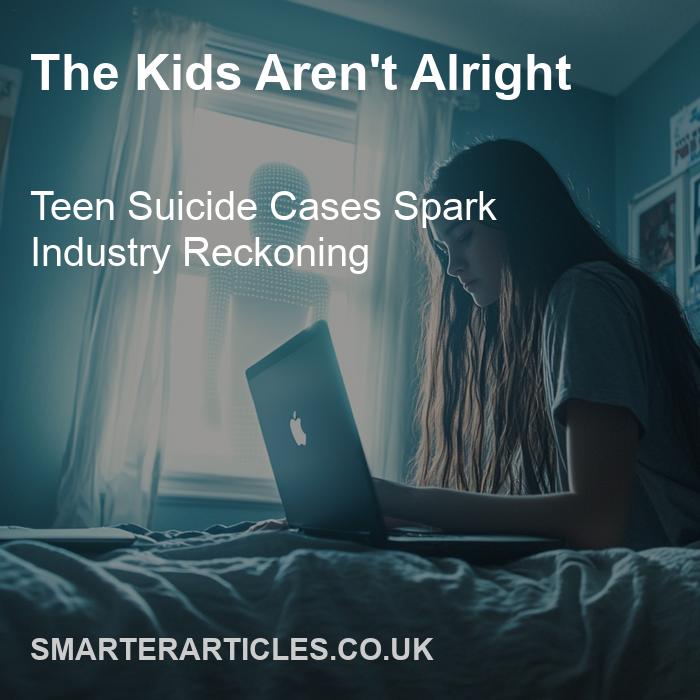 The Kids Aren't Alright
Teen Suicide Cases Spark
Industry Reckoning
SMARTERARTICLES.CO.UK